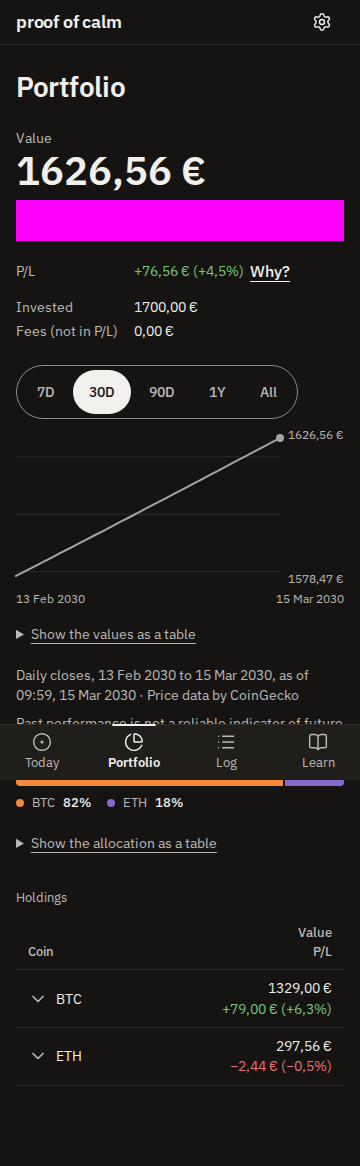 proof of calm
Portfolio
Value
1626,56 €
P/L +76,56 € (+4,5%) Why?
Invested 1700,00 €
Fees (not in P/L) 0,00 €
7D 30D 90D 1Y All
1626,56 €
1578,47 €
13 Feb 2030 15 Mar 2030
Show the values as a table
Daily closes, 13 Feb 2030 to 15 Mar 2030, as of
09:59, 15 Mar 2030 · Price data by CoinGecko
Past performance is not a reliable indicator of future
Today Portfolio Log Learn
BTC 82% ETH 18%
Show the allocation as a table
Holdings
Value
Coin P/L
BTC 1329,00 €
+79,00 € (+6,3%)
ETH 297,56 €
−2,44 € (−0,5%)